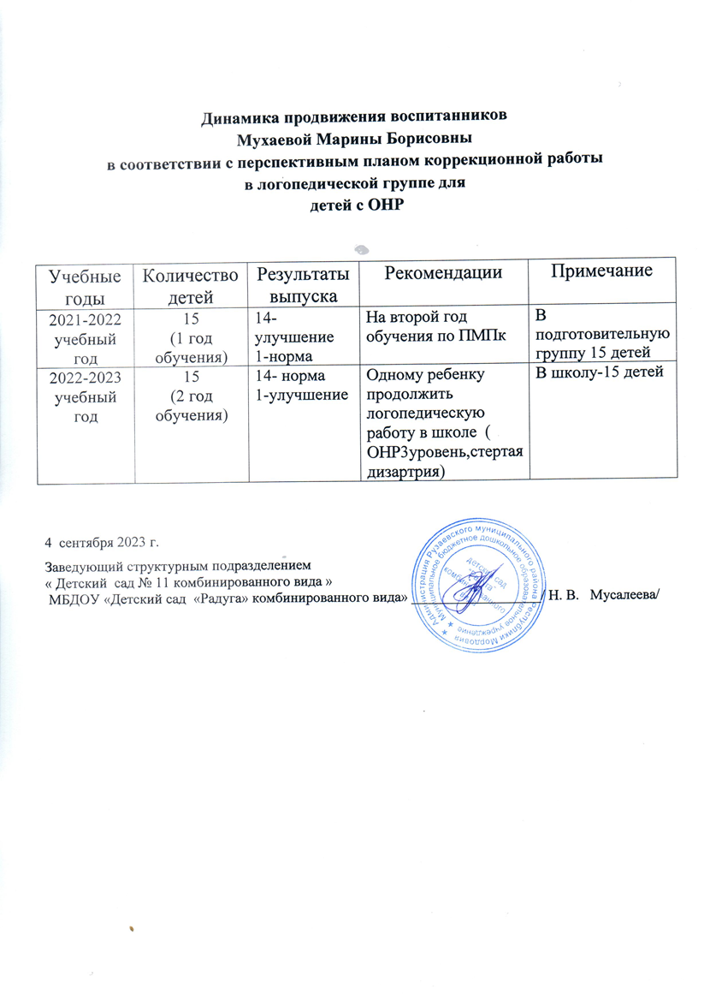 Динамика продвижения воспитанников
Мухаевой Марины Борисовны
в соответствии с перспективным планом коррекционной работы
в логопедической группе для
детей с ОНР
Учебные
годы
Количество
детей
Результаты
выпуска
Рекомендации
Примечание
2021-2022
учебный
год
15
(1 год
обучения)
14-
улучшение
1-норма
На второй год
обучения по ПМПк
В
подготовительную
группу 15 детей
2022-2023
учебный
год
15
(2 год
обучения)
14- норма
1-улучшение
Одному ребенку
продолжить
логопедическую
работу в школе (
ОНР3уровень,стертая
дизартрия)
В школу-15 детей
4 сентября 2023 г.
Заведующий структурным подразделением
« Детский сад № 11 комбинированного вида »
МБДОУ «Детский сад «Радуга» комбинированного вида» __________________/ Н. В. Мусалеева/
★ Администрация Рузаевского муниципального района Республики Мордовия
★ Муниципальное бюджетное дошкольное образовательное учреждение
детский сад
комбинированного